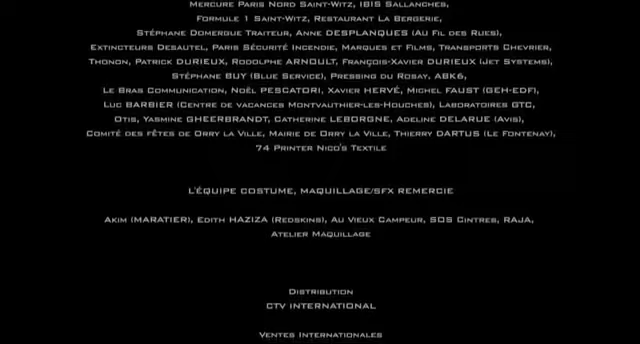 Mercure Paris Nord Saint-Witz, IBIS Sallanches,
Formule 1 Saint-Witz, Restaurant La Bergerie,
Stéphane Domergue Traiteur, Anne DESPLANQUES (Au Fil des Rues),
Extincteurs Desautel, Paris Sécurité Incendie, Marques et Films, Transports Chevrier,
Thonon, Patrick DURIEUX, Rodolphe ARNOULT, François-Xavier DURIEUX (Jet Systems),
Stéphane BUY (Blue Service), Pressing du Rosay, ABK6,
Le Bras Communication, Noël PESCATORI, Xavier HERVÉ, Michel FAUST (GEH-EDF),
Luc BARBIER (Centre de vacances Montvauthier-les-Houches), Laboratoires GTC,
Otis, Yasmine GHEERBRANDT, Catherine LEBORGNE, Adeline DELARUE (Avis),
Comité des fêtes de Orry la Ville, Mairie de Orry la Ville, Thierry DARTUS (Le Fontenay),
74 Printer Nico's Textile
L'ÉQUIPE COSTUME, MAQUILLAGE/SFX REMERCIE
Akim (MARATIER), Edith HAZIZA (Redskins), Au Vieux Campeur, SOS Cintres, RAJA,
Atelier Maquillage
Distribution
CTV INTERNATIONAL
Ventes Internationales